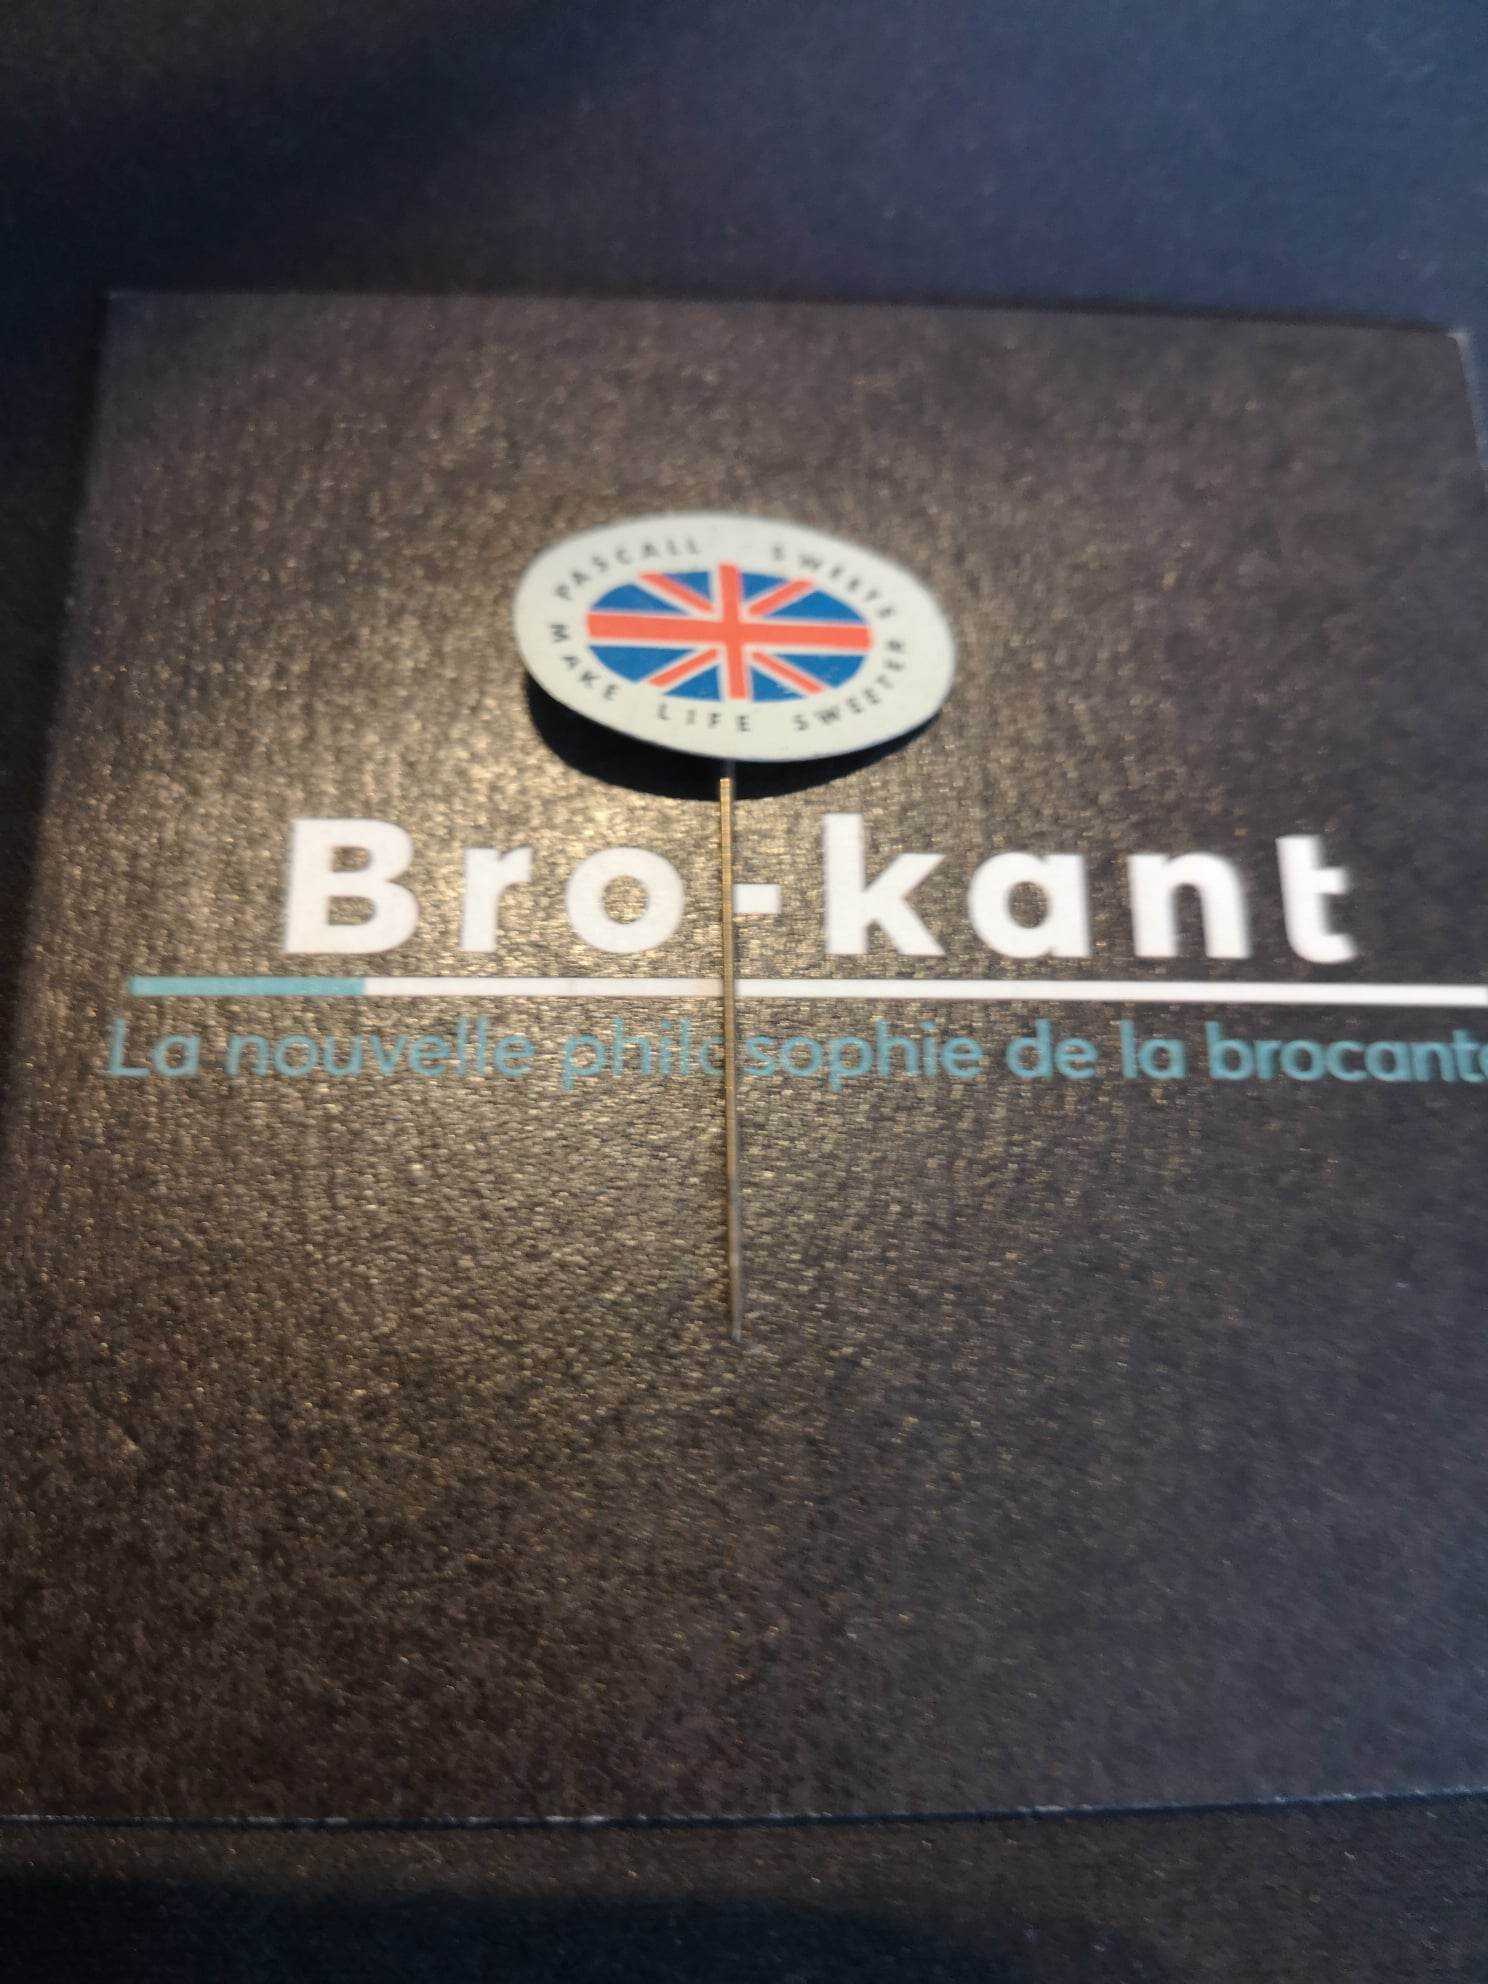 PASCALL SWEETS
MAKE LIFE SWEETER
Bro-kant
La nouvelle philosophie de la brocante